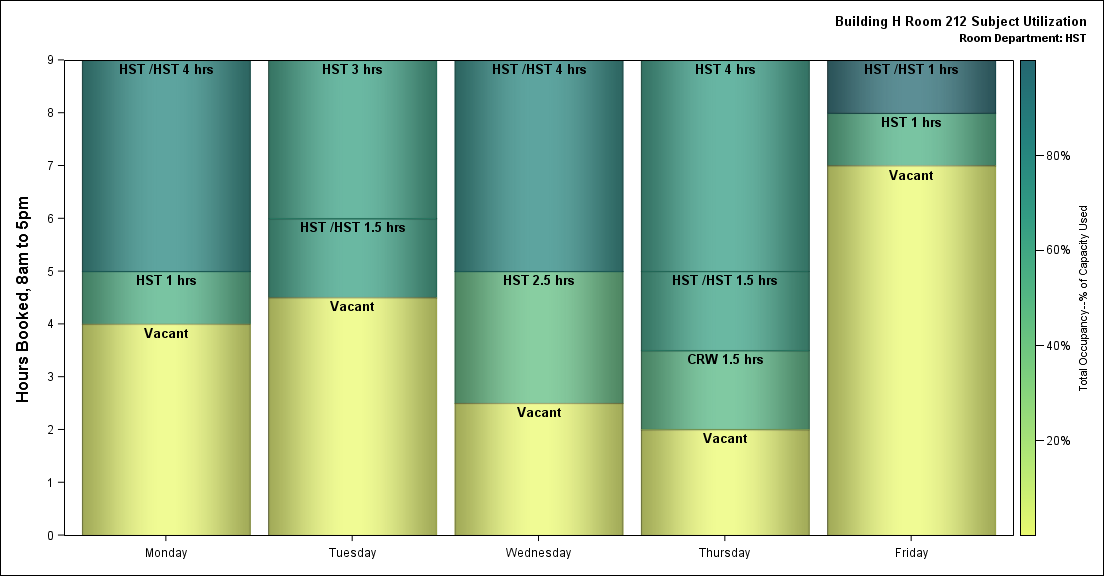 Building H Room 212 Subject Utilization
Room Department: HST
Hours Booked, 8am to 5pm
9
8
7
6
5
4
3
2
1
0
HST /HST 4 hrs
HST 1 hrs
Vacant
HST 3 hrs
HST /HST 1.5 hrs
Vacant
HST /HST 4 hrs
HST 2.5 hrs
Vacant
HST 4 hrs
HST /HST 1.5 hrs
CRW 1.5 hrs
Vacant
HST /HST 1 hrs
HST 1 hrs
Vacant
Monday
Tuesday
Wednesday
Thursday
Friday
80%
60%
40%
20%
Total Occupancy--% of Capacity Used